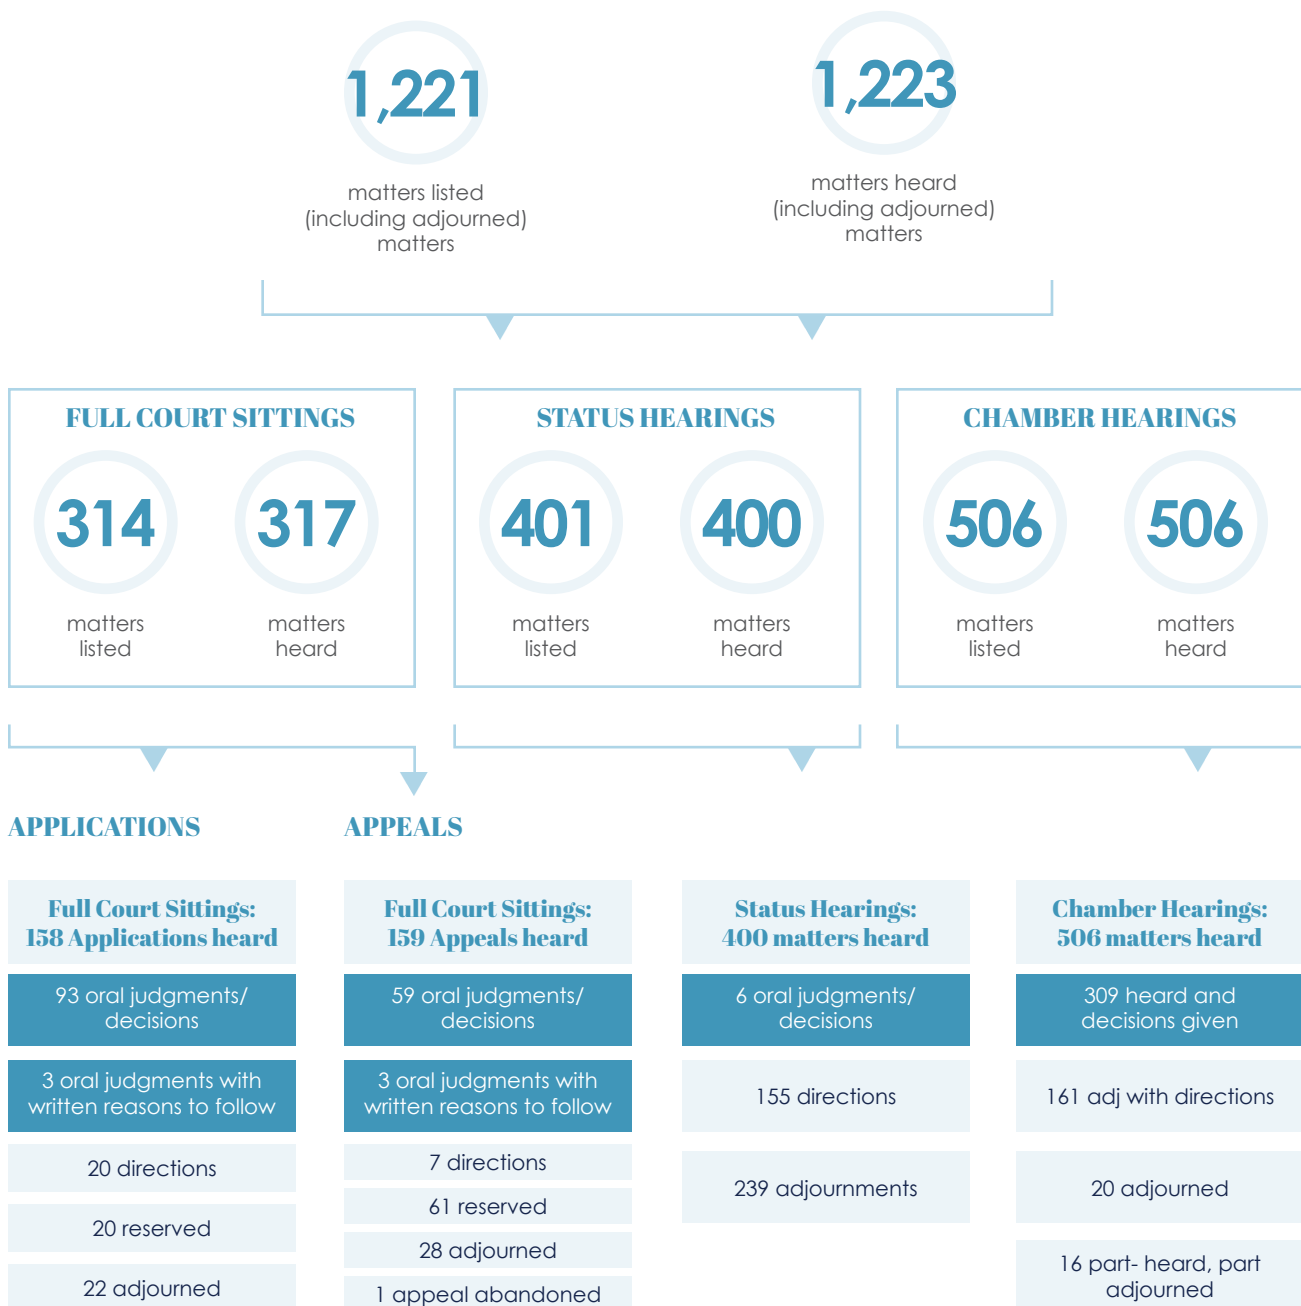 1,221
matters listed
(including adjourned)
matters
1,223
matters heard
(including adjourned)
matters
FULL COURT SITTINGS
314
matters
listed
317
matters
heard
STATUS HEARINGS
401
matters
listed
400
matters
heard
CHAMBER HEARINGS
506
matters
listed
506
matters
heard
APPLICATIONS
Full Court Sittings:
158 Applications heard
93 oral judgments/
decisions
3 oral judgments with
written reasons to follow
20 directions
20 reserved
22 adjourned
APPEALS
Full Court Sittings:
159 Appeals heard
59 oral judgments/
decisions
3 oral judgments with
written reasons to follow
7 directions
61 reserved
28 adjourned
1 appeal abandoned
Status Hearings:
400 matters heard
6 oral judgments/
decisions
155 directions
239 adjournments
Chamber Hearings:
506 matters heard
309 heard and
decisions given
161 adj with directions
20 adjourned
16 part- heard, part
adjourned